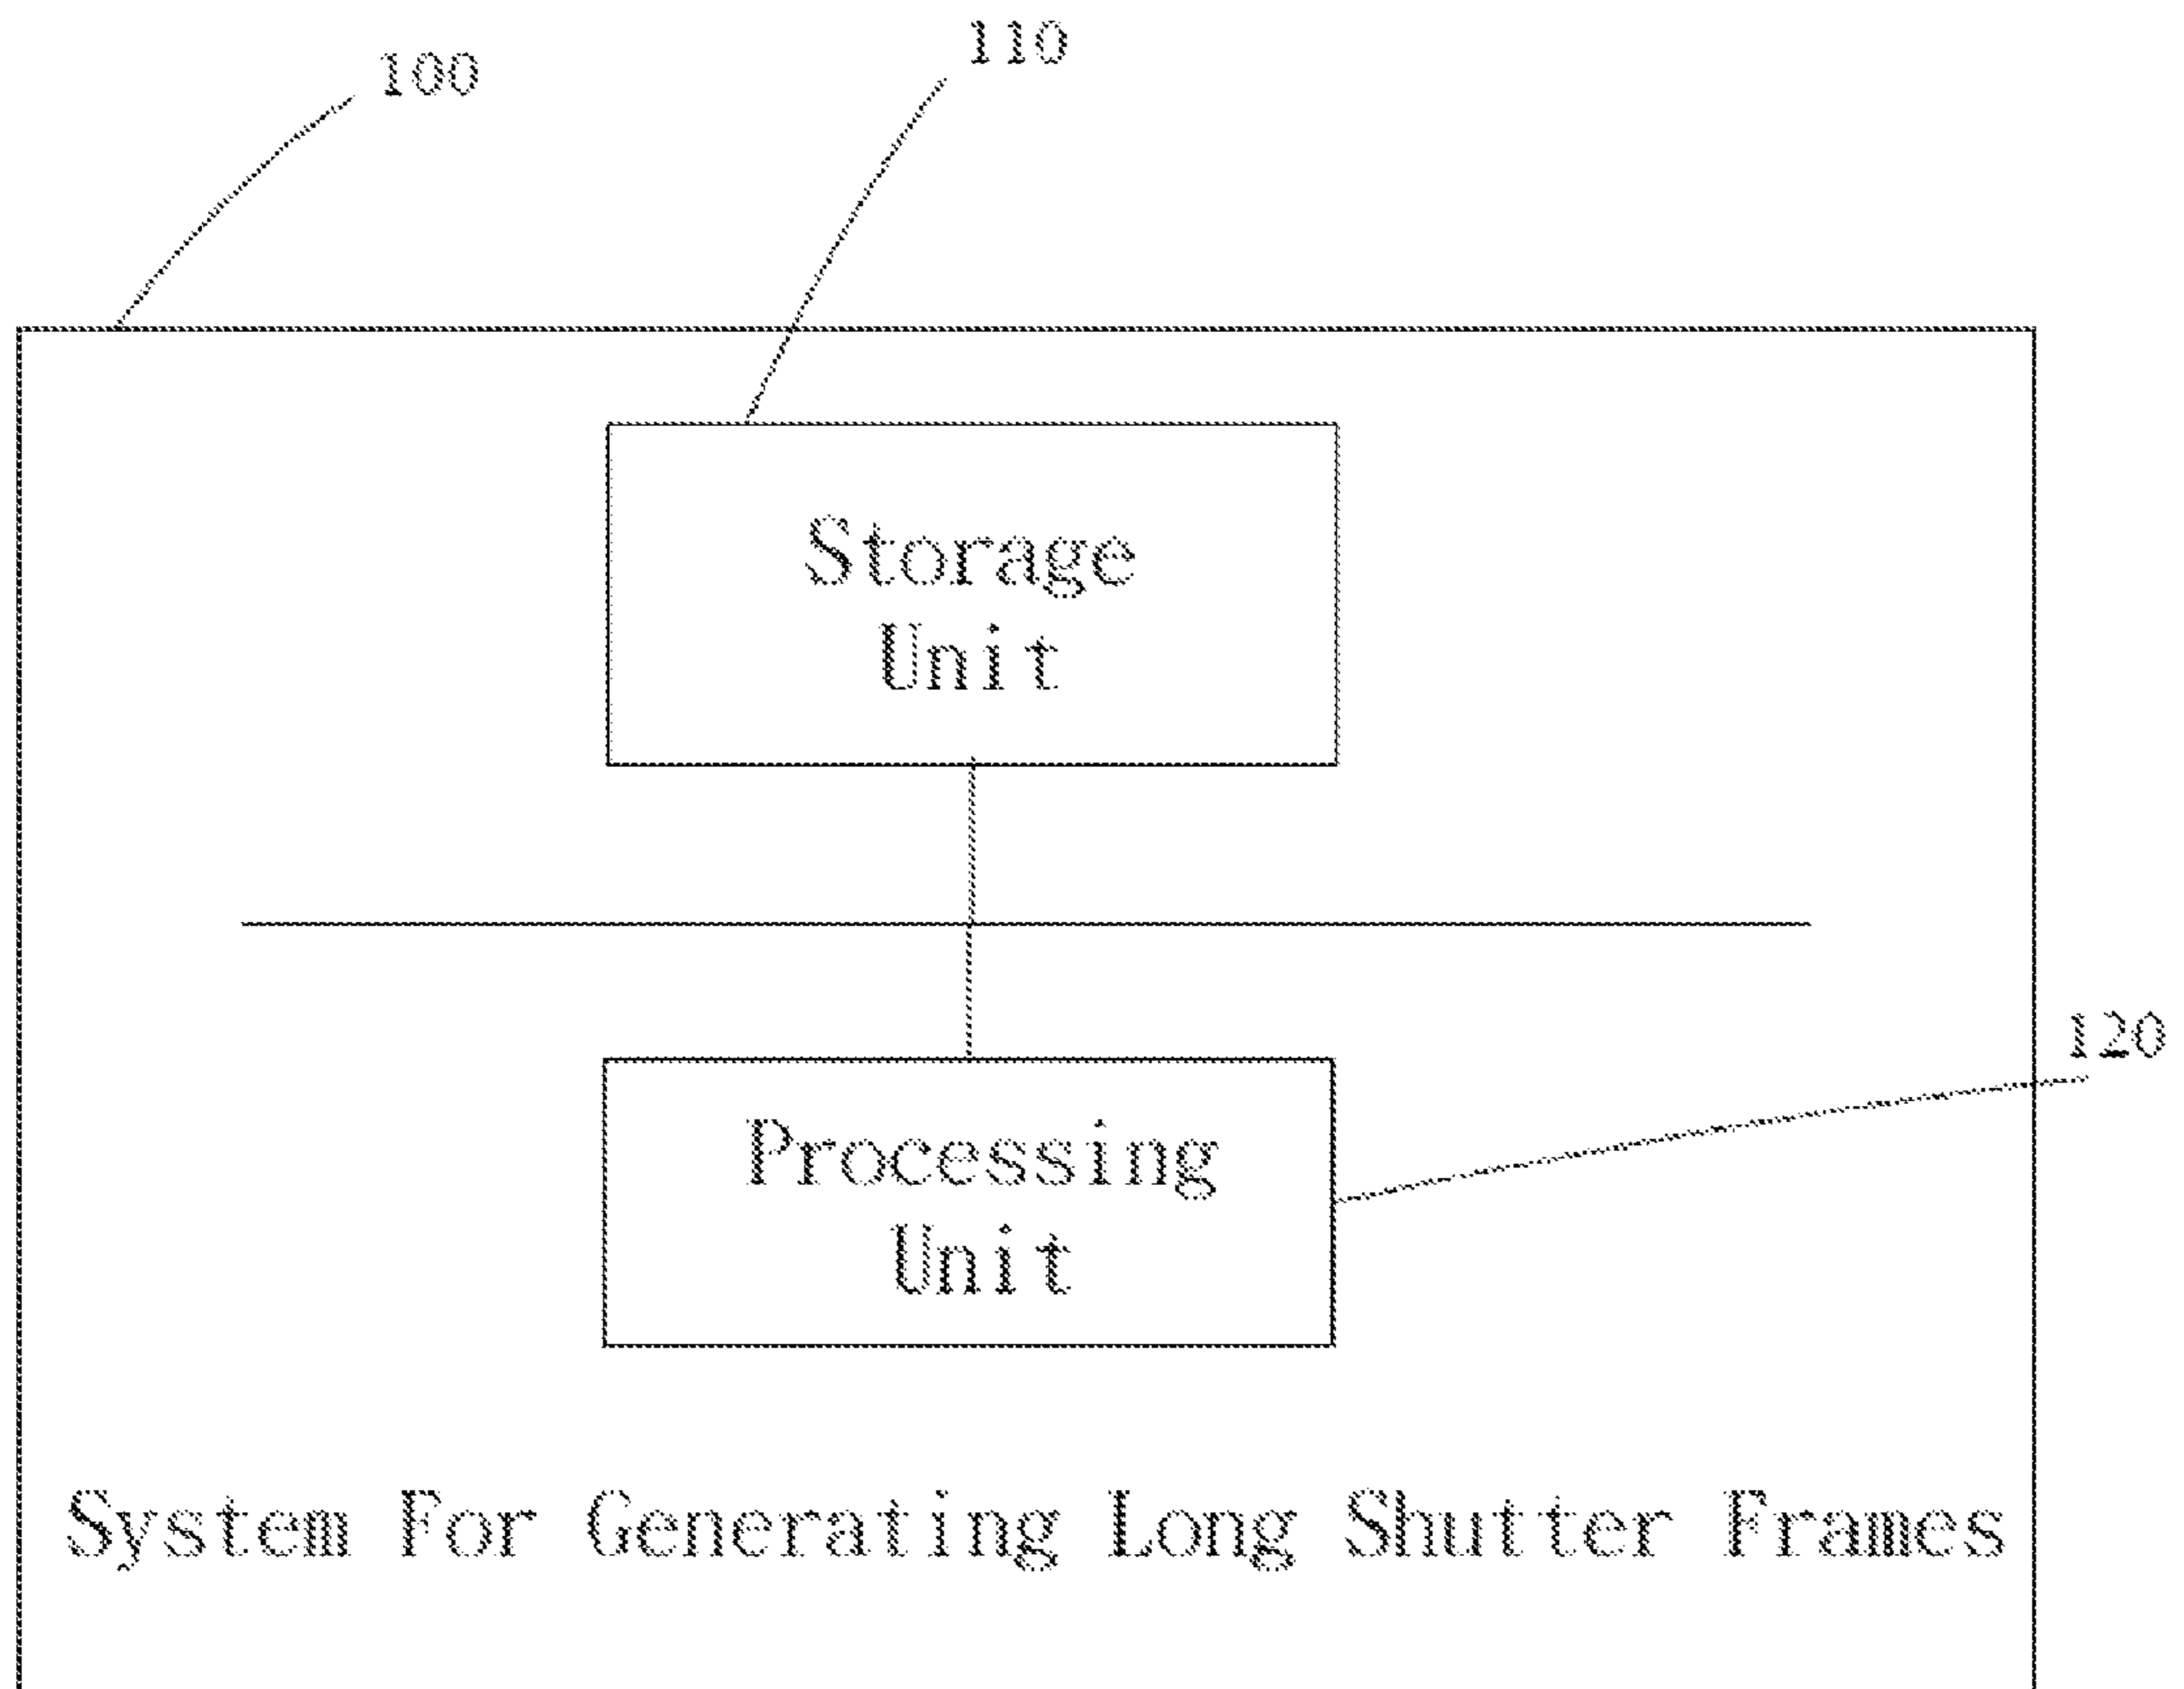 110
100
Storage
Unit
120
Processing
Unit
System For Generating Long Shutter Frames